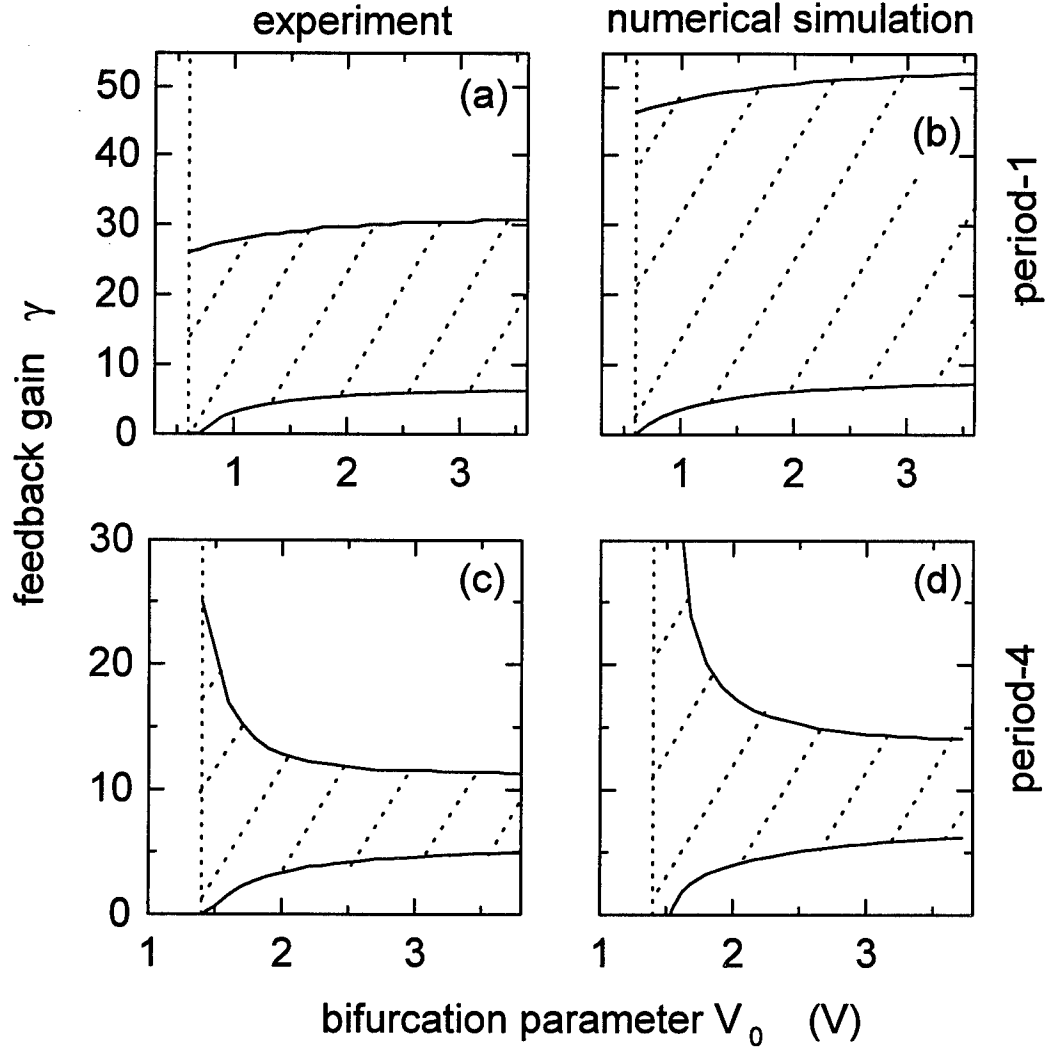 experiment
numerical simulation
50
40
30
20
10
0
(a)
1
2
3
(b)
1
2
3
period-1
feedback gain γ
30
20
10
0
(c)
1
2
3
(d)
1
2
3
period-4
bifurcation parameter V₀ (V)